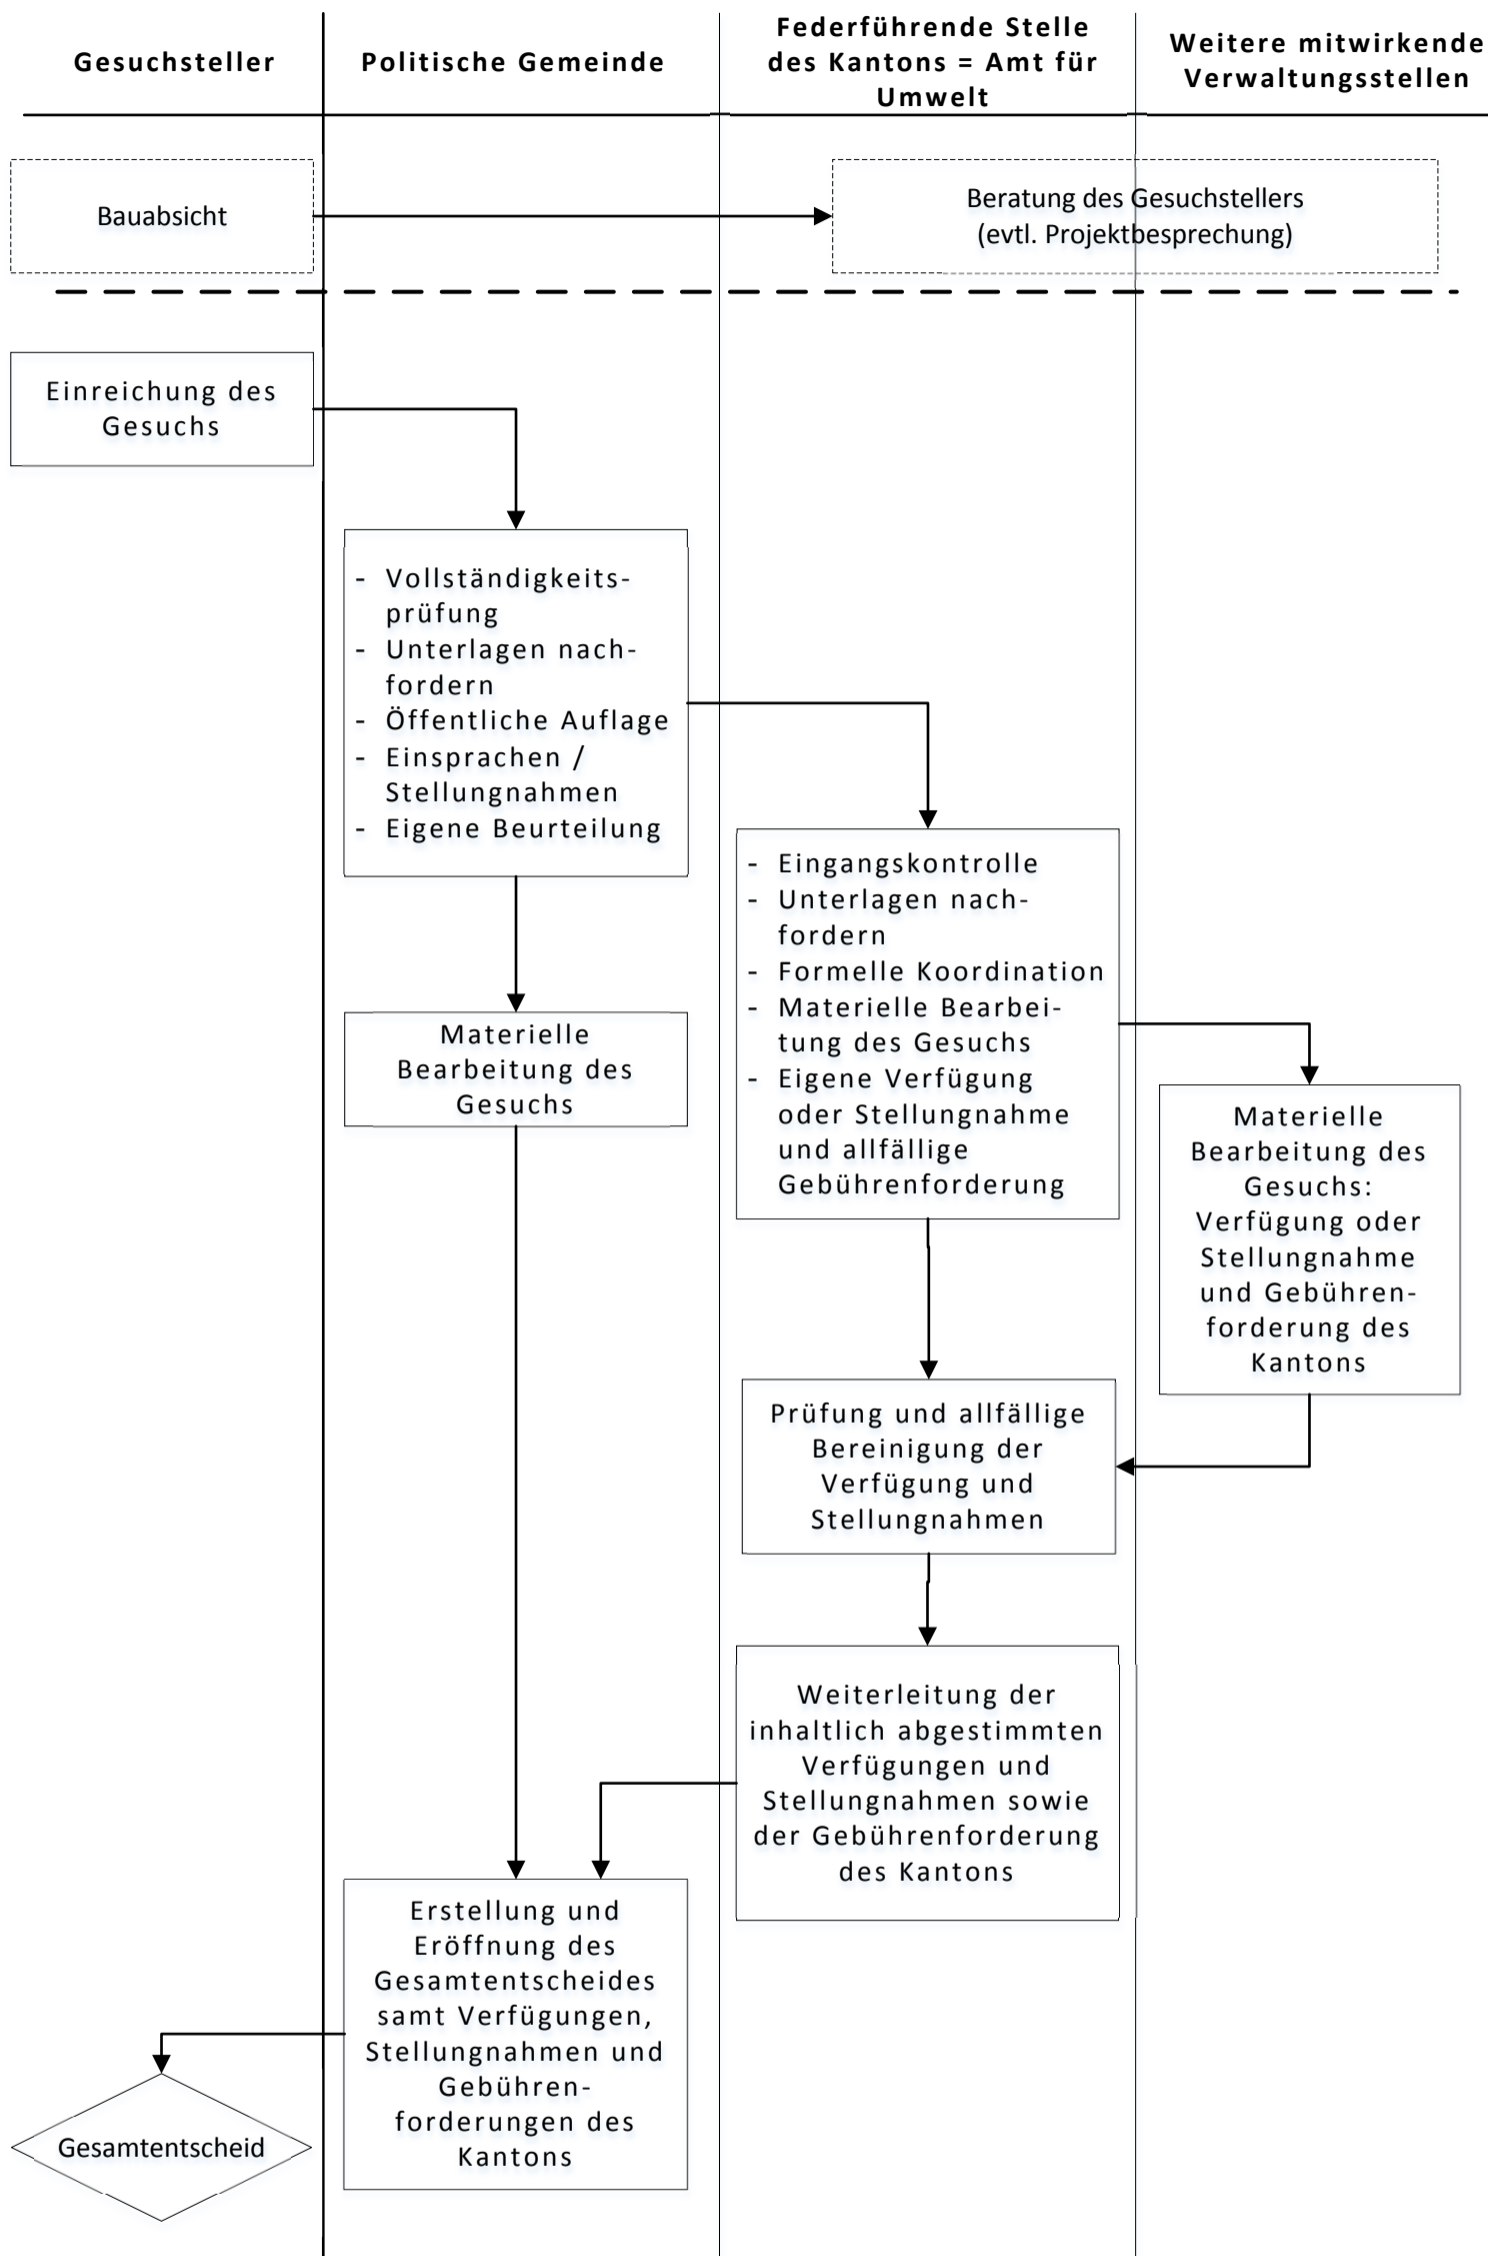 Gesuchsteller
Politische Gemeinde
Federführende Stelle
des Kantons = Amt für
Umwelt
Weitere mitwirkende
Verwaltungsstellen
Bauabsicht
Beratung des Gesuchstellers
(evtl. Projektbesprechung)
Einreichung des
Gesuchs
- Vollständigkeits-
prüfung
- Unterlagen nach-
fordern
- Öffentliche Auflage
- Einsprachen /
Stellungnahmen
- Eigene Beurteilung
- Eingangskontrolle
- Unterlagen nach-
fordern
- Formelle Koordination
- Materielle Bearbei-
tung des Gesuchs
- Eigene Verfügung
oder Stellungnahme
und allfällige
Gebührenforderung
Materielle
Bearbeitung des
Gesuchs
Materielle
Bearbeitung des
Gesuchs:
Verfügung oder
Stellungnahme
und Gebühren-
forderung des
Kantons
Prüfung und allfällige
Bereinigung der
Verfügung und
Stellungnahmen
Weiterleitung der
inhaltlich abgestimmten
Verfügungen und
Stellungnahmen sowie
der Gebührenforderung
des Kantons
Erstellung und
Eröffnung des
Gesamtentscheides
samt Verfügungen,
Stellungnahmen und
Gebühren-
forderungen des
Kantons
Gesamtentscheid